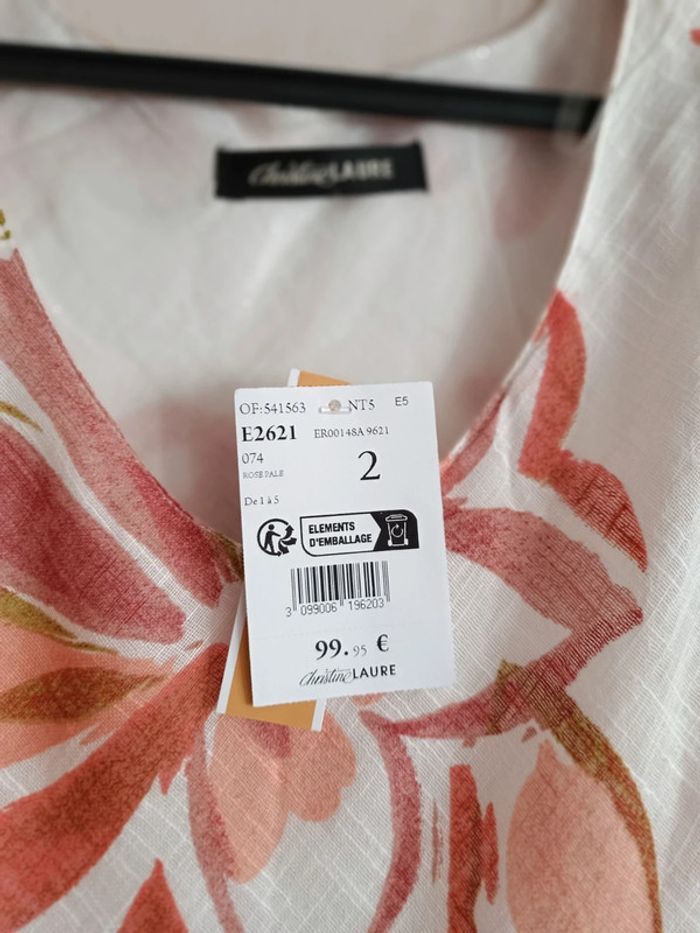 Christine LAURE
OF:541563 NT5 E5
E2621 ER00148A 9621
074
2
ROSE PALE
De 1 à 5
ELEMENTS
D'EMBALLAGE
3 099006 196203
99.95 €
Christine LAURE